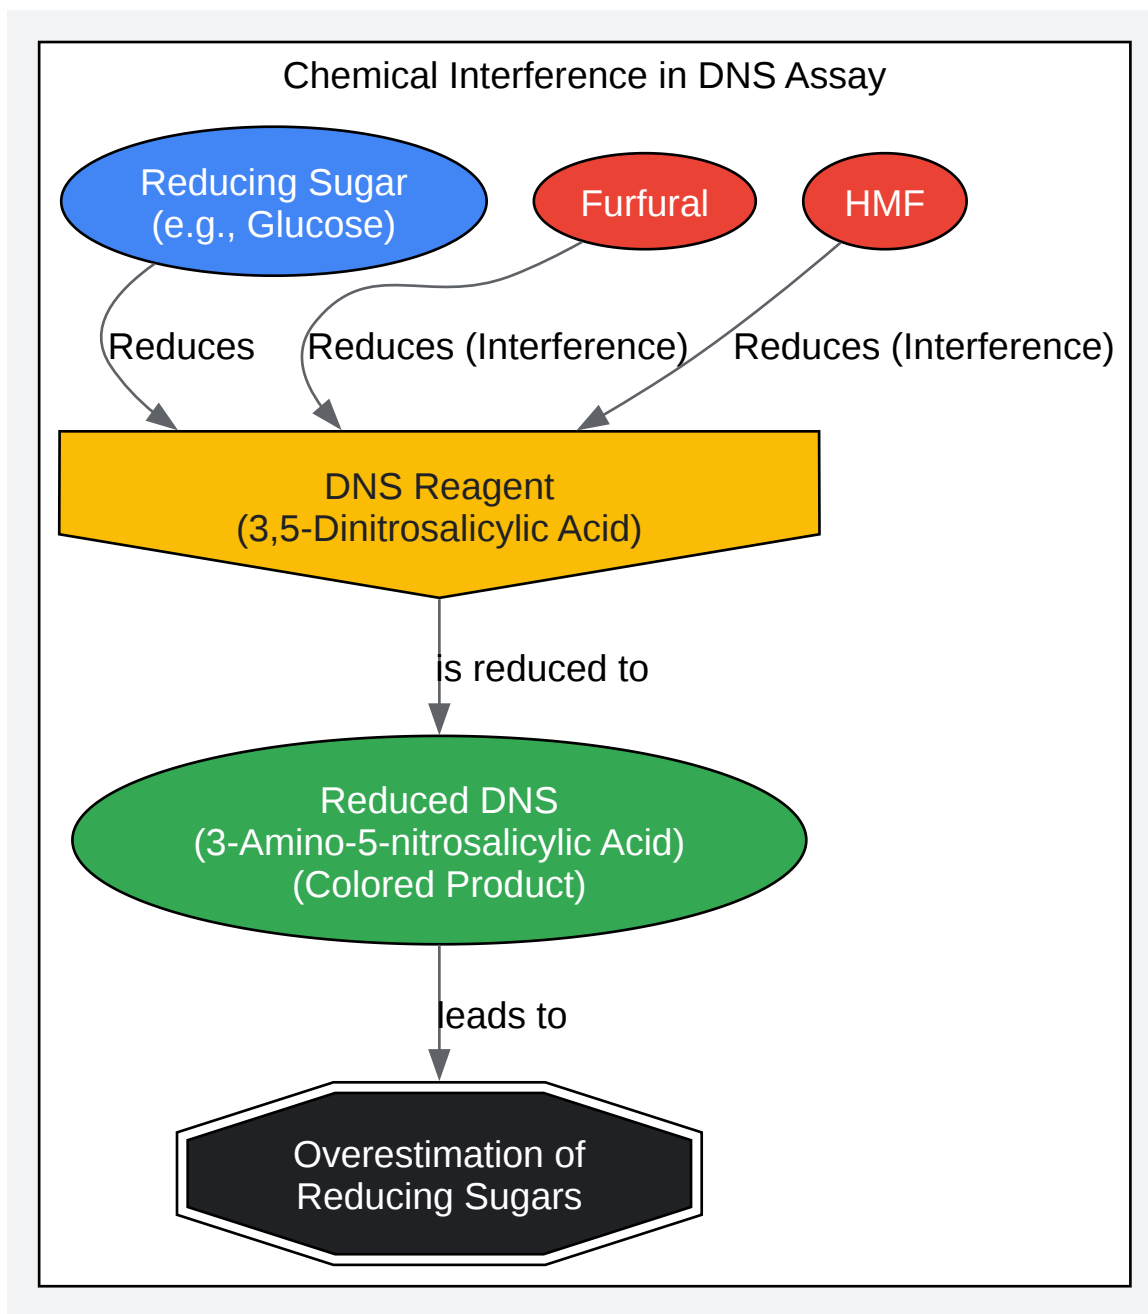 Chemical Interference in DNS Assay
Reducing Sugar
(e.g., Glucose)
Furfural
HMF
Reduces
Reduces (Interference)
Reduces (Interference)
DNS Reagent
(3,5-Dinitrosalicylic Acid)
is reduced to
Reduced DNS
(3-Amino-5-nitrosalicylic Acid)
(Colored Product)
leads to
Overestimation of
Reducing Sugars